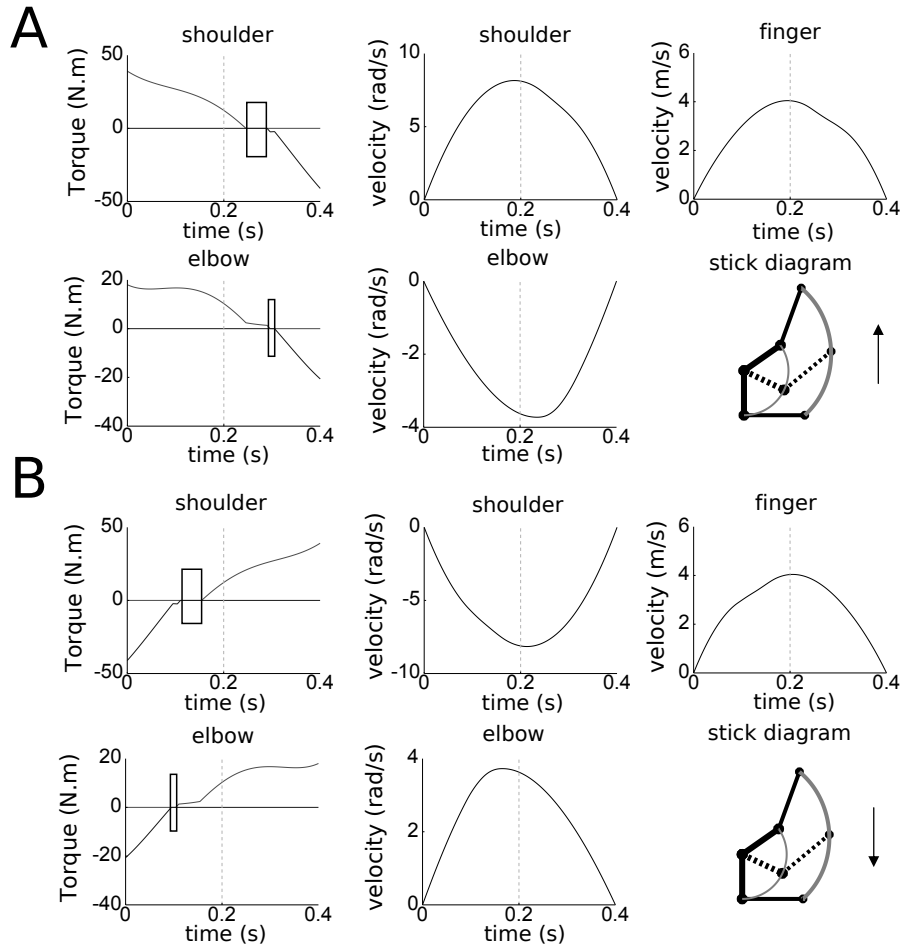 A
shoulder
Torque (N.m)
50
0
-50
0
0.2
0.4
time (s)
shoulder
velocity (rad/s)
10
5
0
0
0.2
0.4
time (s)
finger
velocity (m/s)
6
4
2
0
0
0.2
0.4
time (s)
elbow
Torque (N.m)
20
0
-20
-40
0
0.2
0.4
time (s)
elbow
velocity (rad/s)
0
-2
-4
0
0.2
0.4
time (s)
stick diagram
B
shoulder
Torque (N.m)
50
0
-50
0
0.2
0.4
time (s)
shoulder
velocity (rad/s)
0
-5
-10
0
0.2
0.4
time (s)
finger
velocity (m/s)
6
4
2
0
0
0.2
0.4
time (s)
elbow
Torque (N.m)
20
0
-20
-40
0
0.2
0.4
time (s)
elbow
velocity (rad/s)
4
2
0
0
0.2
0.4
time (s)
stick diagram